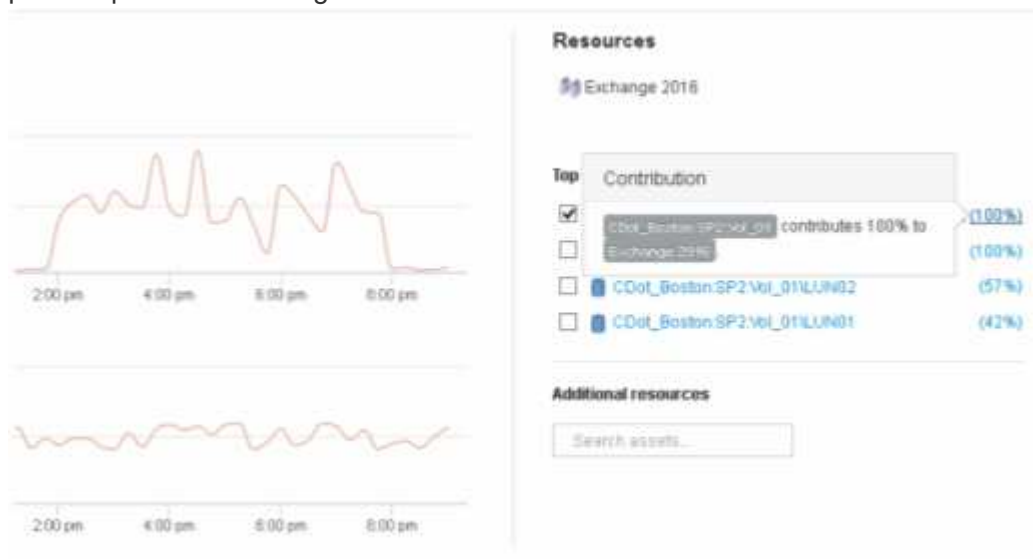 Resources
Exchange 2016
Top
Contribution
CDot_Boston:SP2:Vol_01 contributes 100% to
Exchange 2016
(100%)
(100%)
CDot_Boston:SP2:Vol_01\LUN02 (57%)
CDot_Boston:SP2:Vol_01\LUN01 (42%)
Additional resources
Search assets...
2:00 pm 4:00 pm 6:00 pm 8:00 pm
2:00 pm 4:00 pm 6:00 pm 8:00 pm